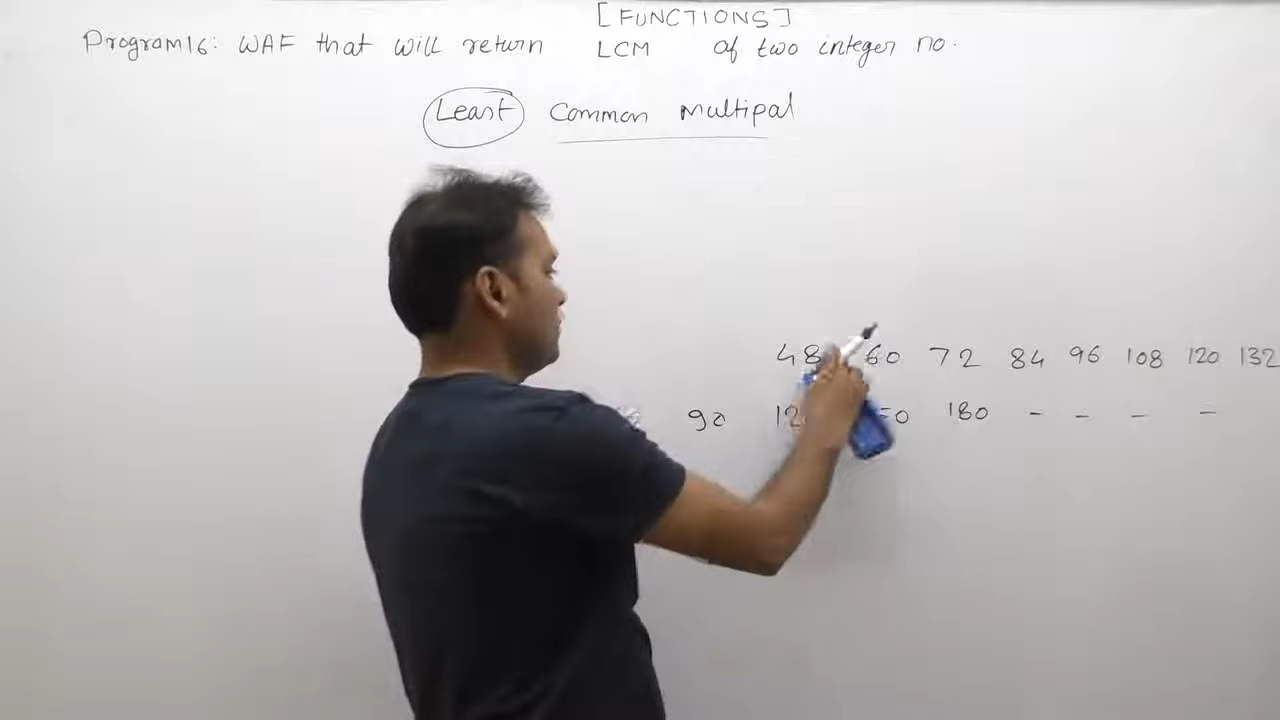 [FUNCTIONS]
Program16: WAF that will return LCM of two integer no.
Least Common Multipal
48 60 72 84 96 108 120 132
90 180 - - - -